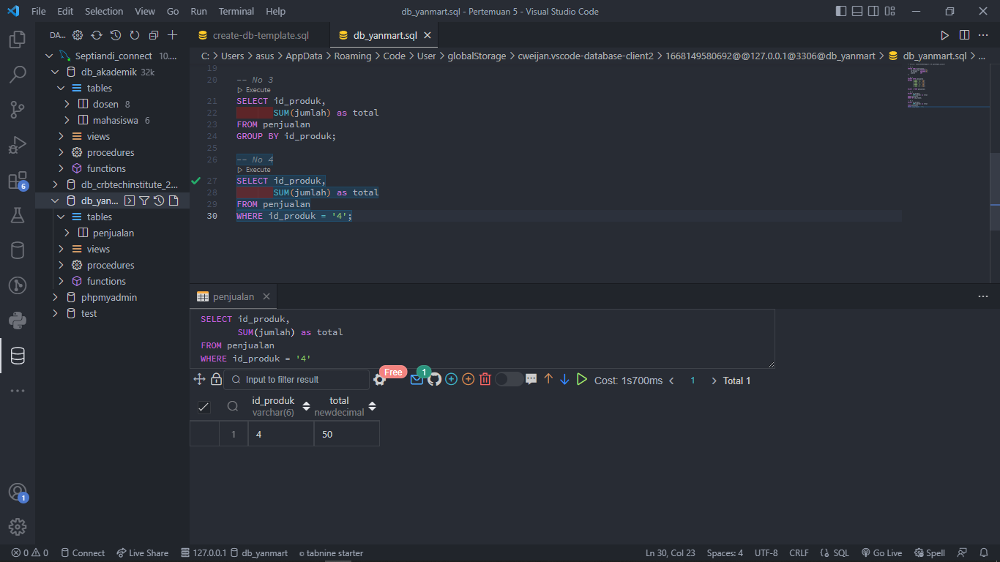 File Edit Selection View Go Run Terminal Help
db_yanmart.sql - Pertemuan 5 - Visual Studio Code
DA...
create-db-template.sql
db_yanmart.sql
C: > Users > asus > AppData > Roaming > Code > User > globalStorage > cweijan.vscode-database-client2 > 1668149580692@@127.0.0.1@3306@db_yanmart > db_yanmart.sql > ...
Septiandi_connect 10....
db_akademik 32k
tables
dosen 8
mahasiswa 6
views
procedures
functions
db_crbtechinstitute_2...
db_yan...
tables
penjualan
views
procedures
functions
phpmyadmin
test
6
1
19
20 -- No 3
Execute
21 SELECT id_produk,
22 SUM(jumlah) as total
23 FROM penjualan
24 GROUP BY id_produk;
25
26 -- No 4
Execute
27 SELECT id_produk,
28 SUM(jumlah) as total
29 FROM penjualan
30 WHERE id_produk = '4';
penjualan
SELECT id_produk,
SUM(jumlah) as total
FROM penjualan
WHERE id_produk = '4'
Input to filter result Free 1 Cost: 1s700ms < 1 > Total 1
id_produk total
varchar(6) newdecimal
1 4 50
0 0 Connect Live Share 127.0.0.1 db_yanmart tabnine starter Ln 30, Col 23 Spaces: 4 UTF-8 CRLF SQL Go Live Spell